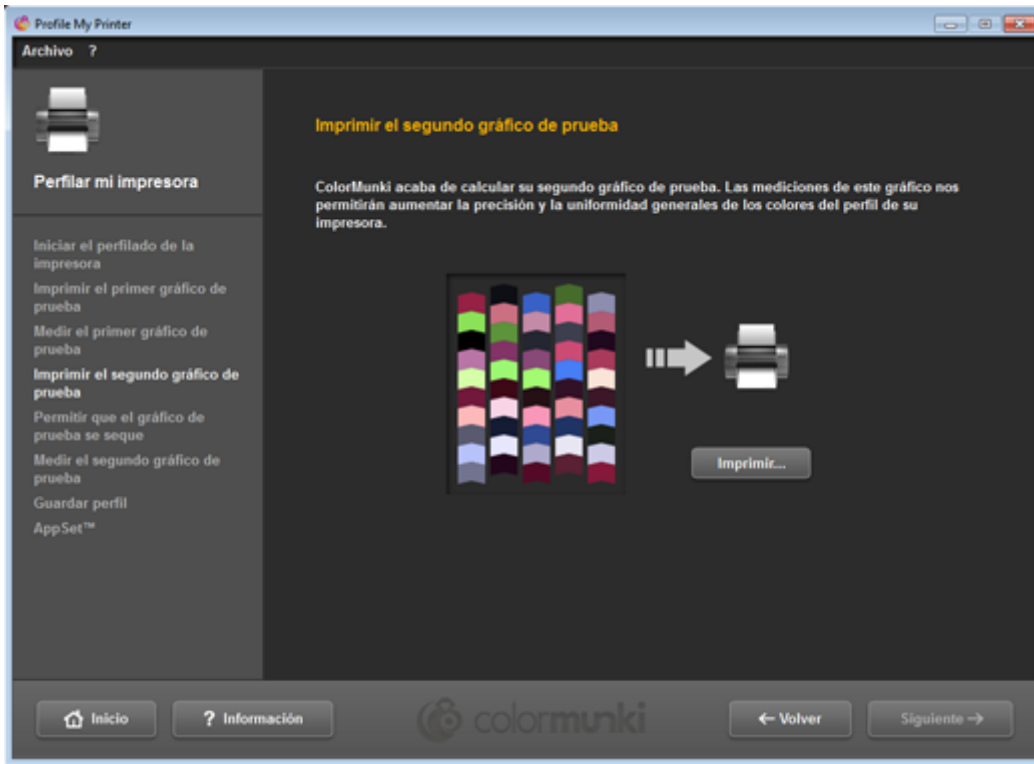 Profile My Printer
Archivo ?
Perfilar mi impresora
Iniciar el perfilado de la
impresora
Imprimir el primer gráfico de
prueba
Medir el primer gráfico de
prueba
Imprimir el segundo gráfico de
prueba
Permitir que el gráfico de
prueba se seque
Medir el segundo gráfico de
prueba
Guardar perfil
AppSet™
Imprimir el segundo gráfico de prueba
ColorMunki acaba de calcular su segundo gráfico de prueba. Las mediciones de este gráfico nos
permitirán aumentar la precisión y la uniformidad generales de los colores del perfil de su
impresora.
Imprimir...
Inicio
? Información
colormunki
← Volver
Siguiente →